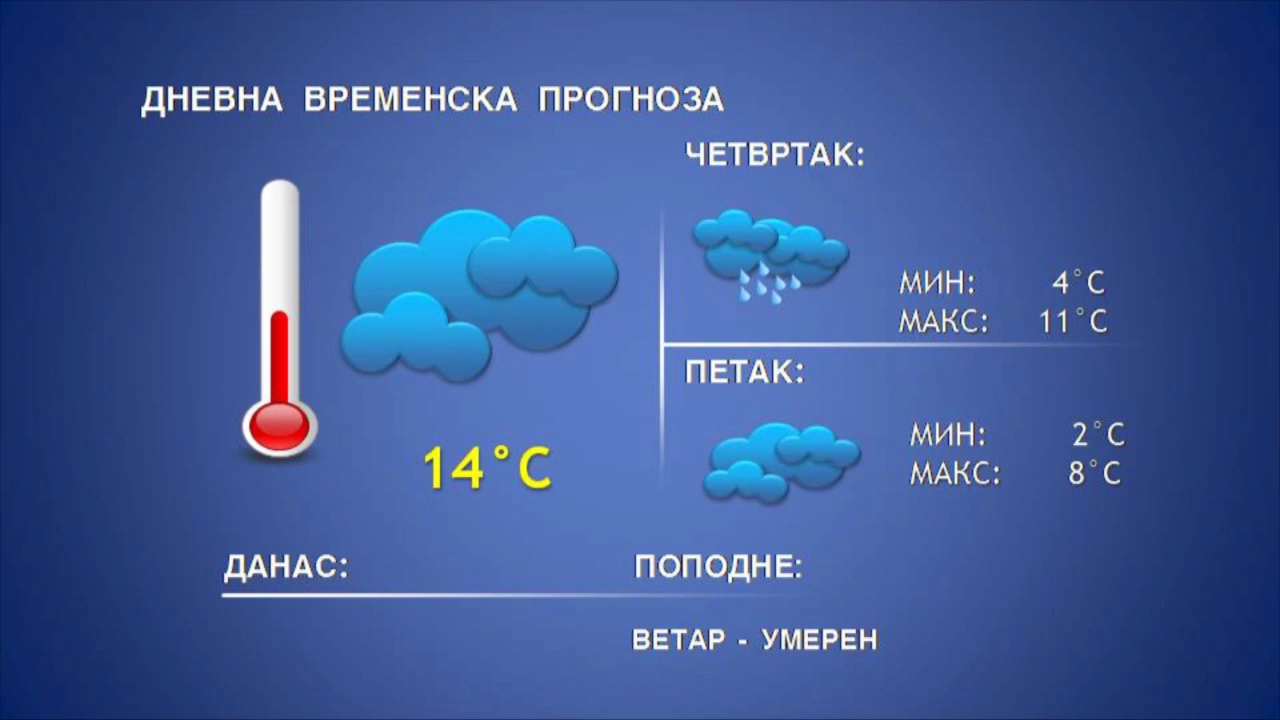 ДНЕВНА ВРЕМЕНСКА ПРОГНОЗА
ЧЕТВРТАК:
МИН: 4°C
МАКС: 11°C
ПЕТАК:
МИН: 2°C
МАКС: 8°C
14°C
ДАНАС: ПОПОДНЕ:
ВЕТАР - УМЕРЕН